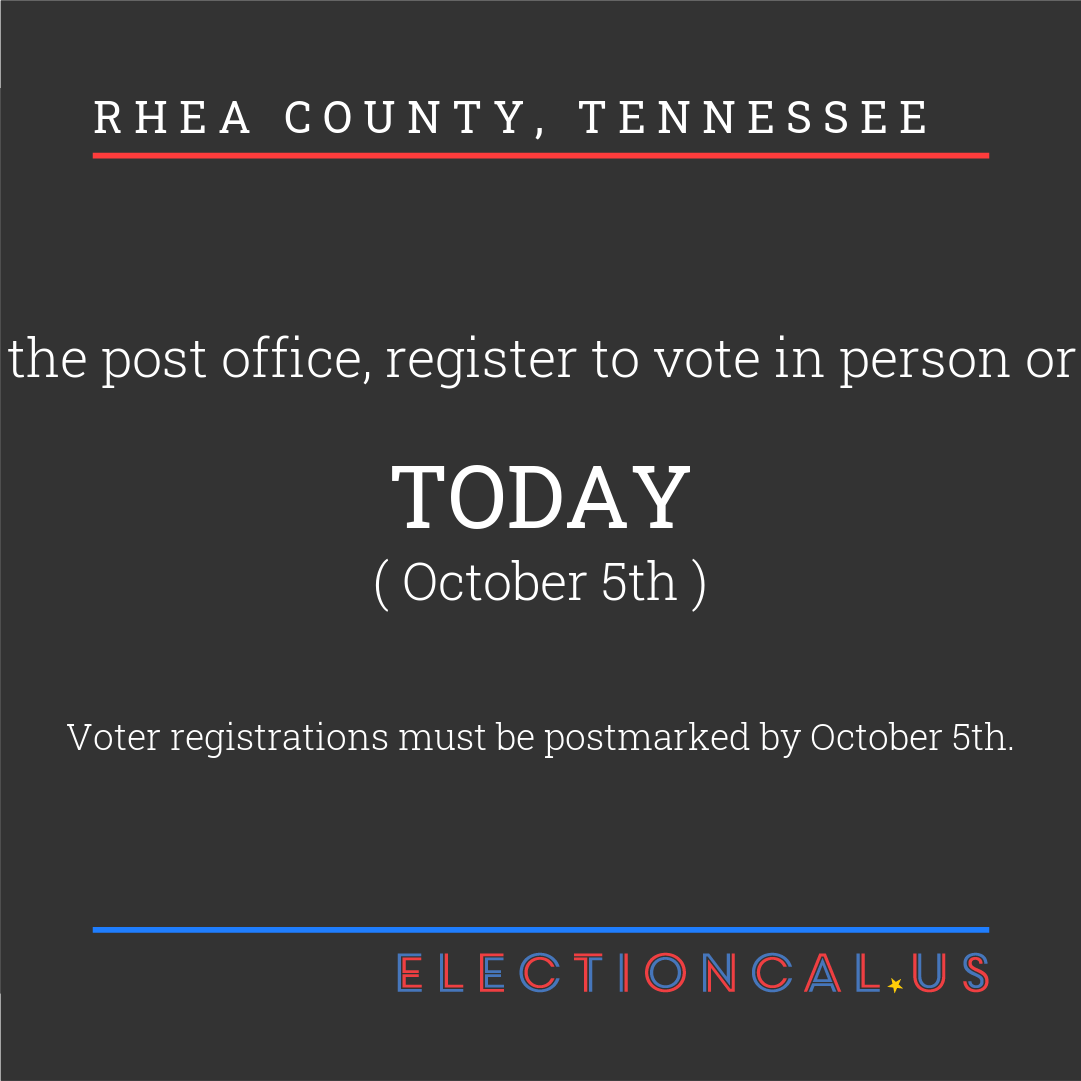 RHEA COUNTY, TENNESSEE
the post office, register to vote in person or
TODAY
( October 5th )
Voter registrations must be postmarked by October 5th.
ELECTIONCAL.US